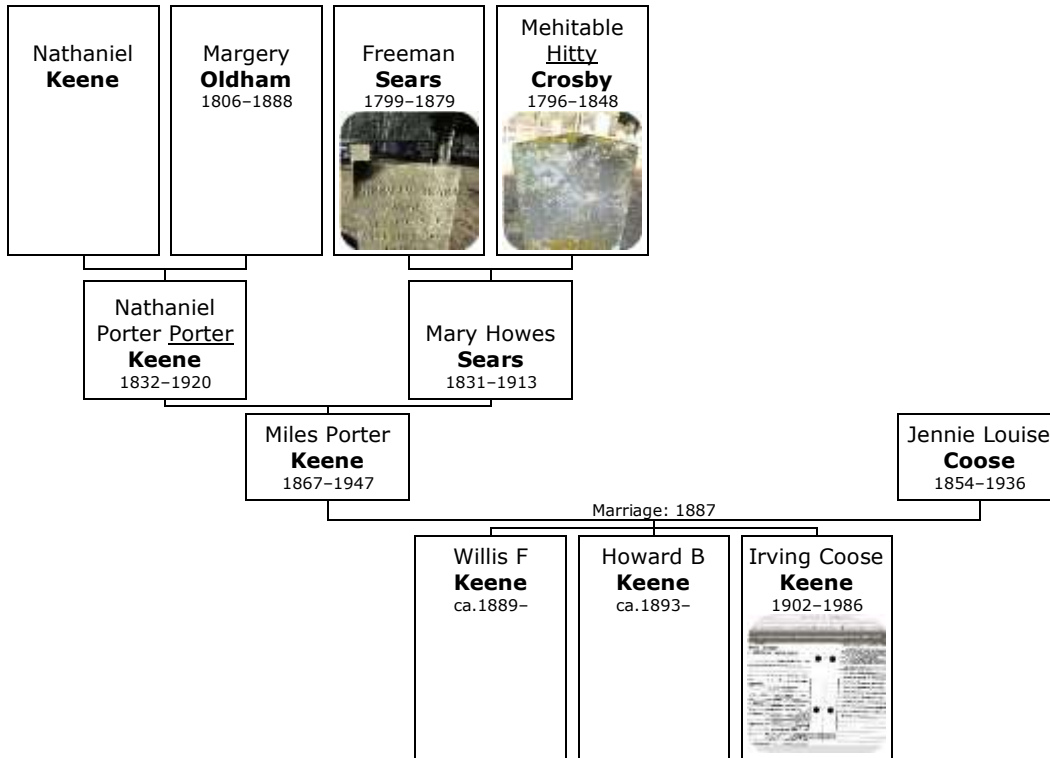 Nathaniel
Keene
Margery
Oldham
1806–1888
Freeman
Sears
1799–1879
Mehitable
Hitty
Crosby
1796–1848
Nathaniel
Porter Porter
Keene
1832–1920
Mary Howes
Sears
1831–1913
Miles Porter
Keene
1867–1947
Jennie Louise
Coose
1854–1936
Marriage: 1887
Willis F
Keene
ca.1889–
Howard B
Keene
ca.1893–
Irving Coose
Keene
1902–1986